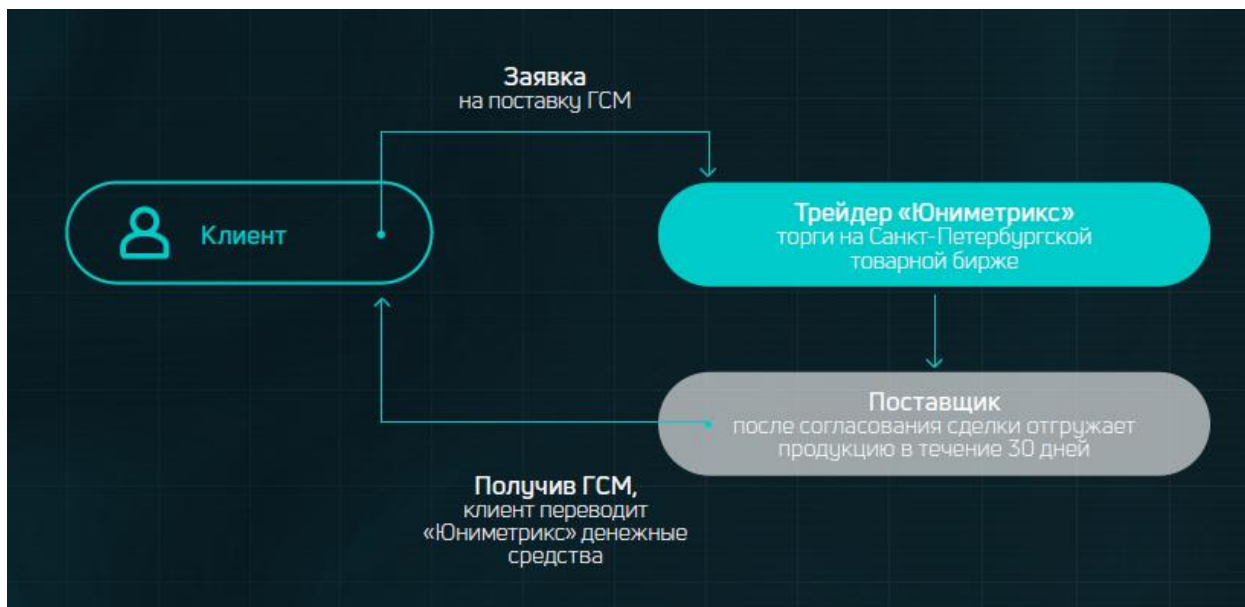 Заявка
на поставку ГСМ
Клиент
Трейдер «Юниметрикс»
торги на Санкт-Петербургской
товарной бирже
Поставщик
после согласования сделки отгружает
продукцию в течение 30 дней
Получив ГСМ,
клиент переводит
«Юниметрикс» денежные
средства